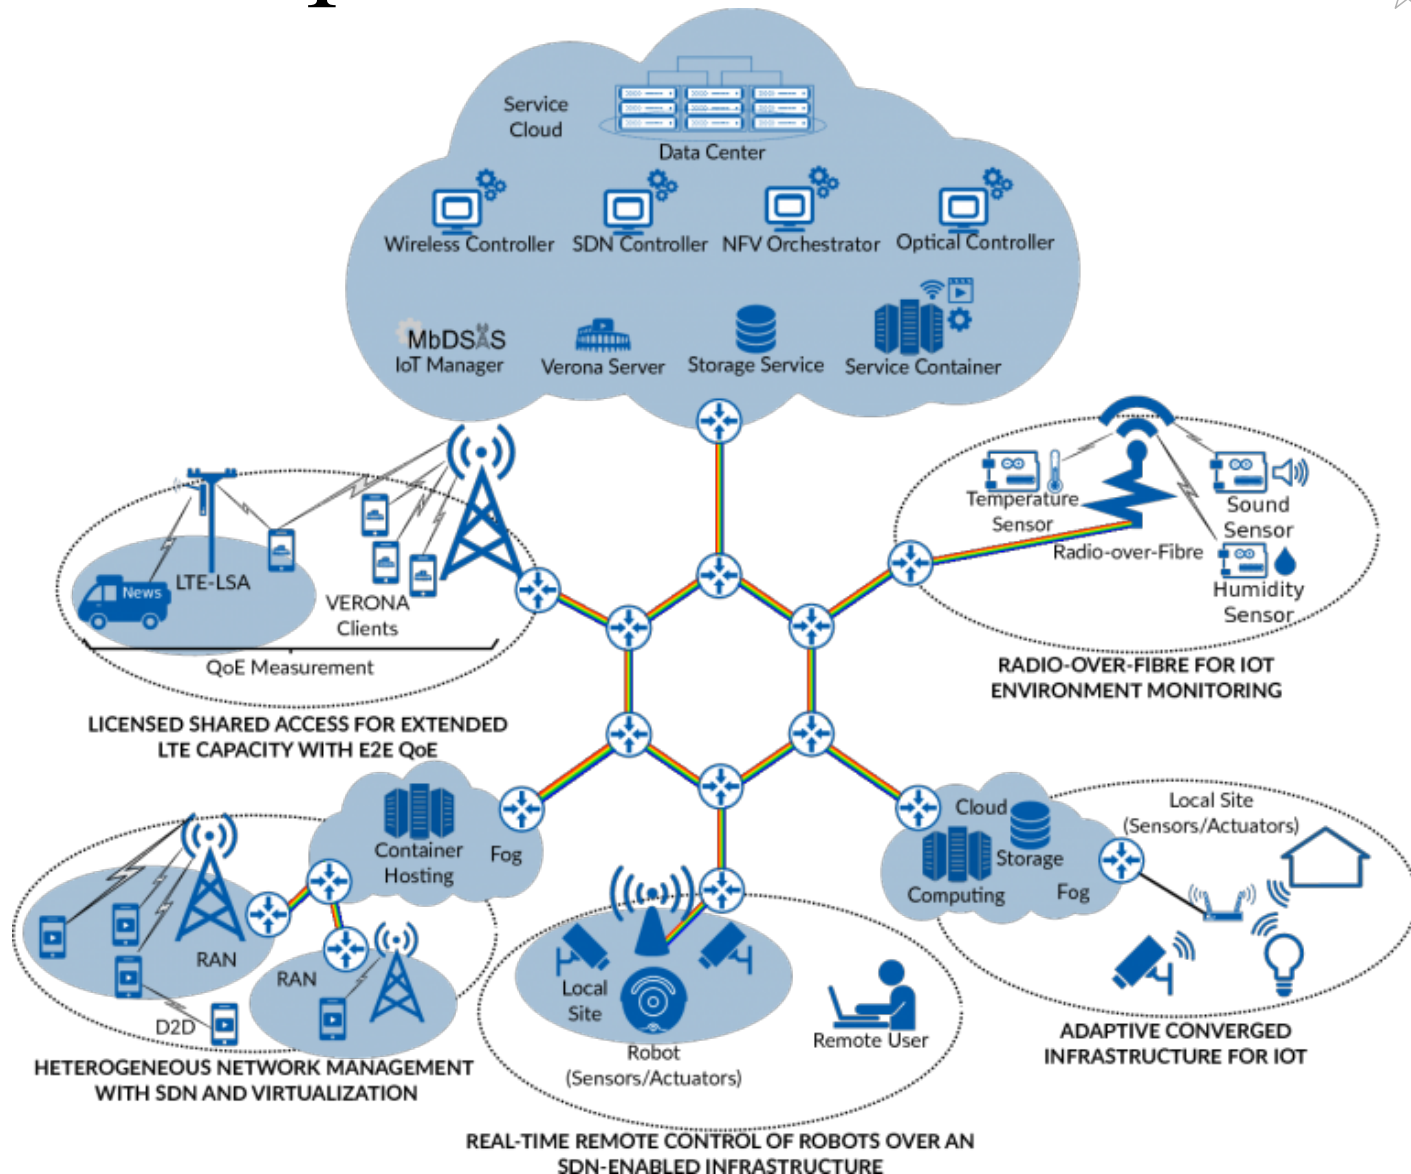 Service
Cloud
Data Center
Wireless Controller
SDN Controller
NFV Orchestrator
Optical Controller
MbDSAS
IoT Manager
Verona Server
Storage Service
Service Container
News
LTE-LSA
VERONA
Clients
QoE Measurement
LICENSED SHARED ACCESS FOR EXTENDED
LTE CAPACITY WITH E2E QoE
Temperature
Sensor
Radio-over-Fibre
Sound
Sensor
Humidity
Sensor
RADIO-OVER-FIBRE FOR IOT
ENVIRONMENT MONITORING
Container
Hosting
Fog
RAN
RAN
D2D
HETEROGENEOUS NETWORK MANAGEMENT
WITH SDN AND VIRTUALIZATION
Local
Site
Robot
(Sensors/Actuators)
Remote User
REAL-TIME REMOTE CONTROL OF ROBOTS OVER AN
SDN-ENABLED INFRASTRUCTURE
Cloud
Storage
Computing
Fog
Local Site
(Sensors/Actuators)
ADAPTIVE CONVERGED
INFRASTRUCTURE FOR IOT